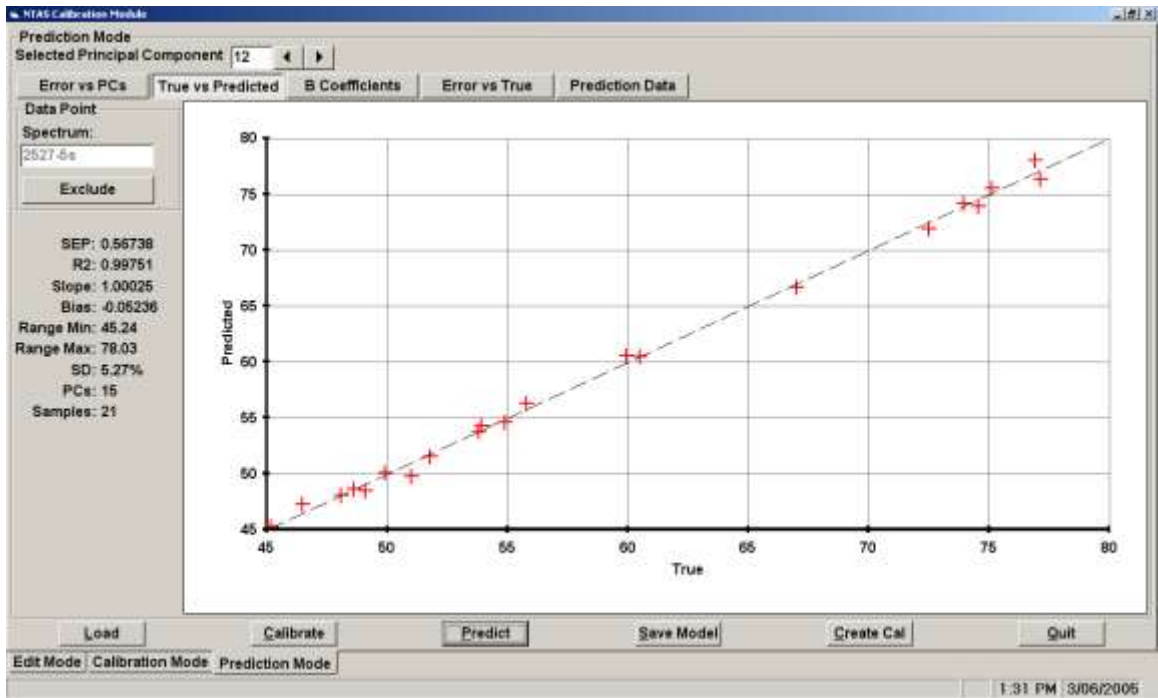 NTAS Calibration Module
Prediction Mode
Selected Principal Component 12
Error vs PCs True vs Predicted B Coefficients Error vs True Prediction Data
Data Point
Spectrum:
2527-5s
Exclude
SEP: 0.56738
R2: 0.99751
Slope: 1.00025
Bias: -0.05236
Range Min: 45.24
Range Max: 78.03
SD: 5.27%
PCs: 15
Samples: 21
80
75
70
65
60
55
50
45
Predicted
45 50 55 60 65 70 75 80
True
Load Calibrate Predict Save Model Create Cal Quit
Edit Mode Calibration Mode Prediction Mode
1:31 PM 3/06/2005